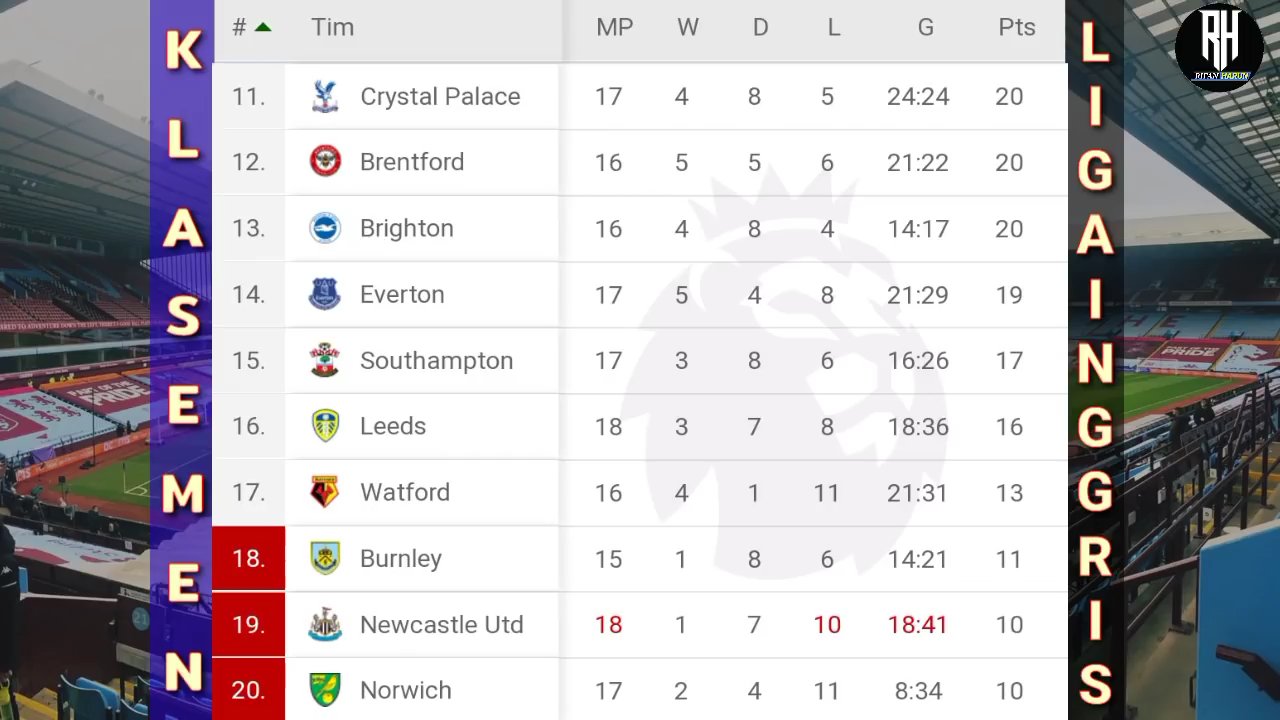 KLASEMEN
# Tim MP W D L G Pts
11. Crystal Palace 17 4 8 5 24:24 20
12. Brentford 16 5 5 6 21:22 20
13. Brighton 16 4 8 4 14:17 20
14. Everton 17 5 4 8 21:29 19
15. Southampton 17 3 8 6 16:26 17
16. Leeds 18 3 7 8 18:36 16
17. Watford 16 4 1 11 21:31 13
18. Burnley 15 1 8 6 14:21 11
19. Newcastle Utd 18 1 7 10 18:41 10
20. Norwich 17 2 4 11 8:34 10
LIGAINGGRIS
RH
PART OF THE
PRIDE